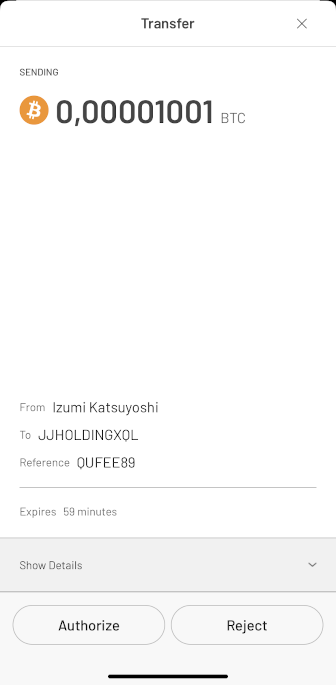 Transfer
SENDING
0,00001001 BTC
From Izumi Katsuyoshi
To JJHOLDINGXQL
Reference QUFEE89
Expires 59 minutes
Show Details
Authorize Reject